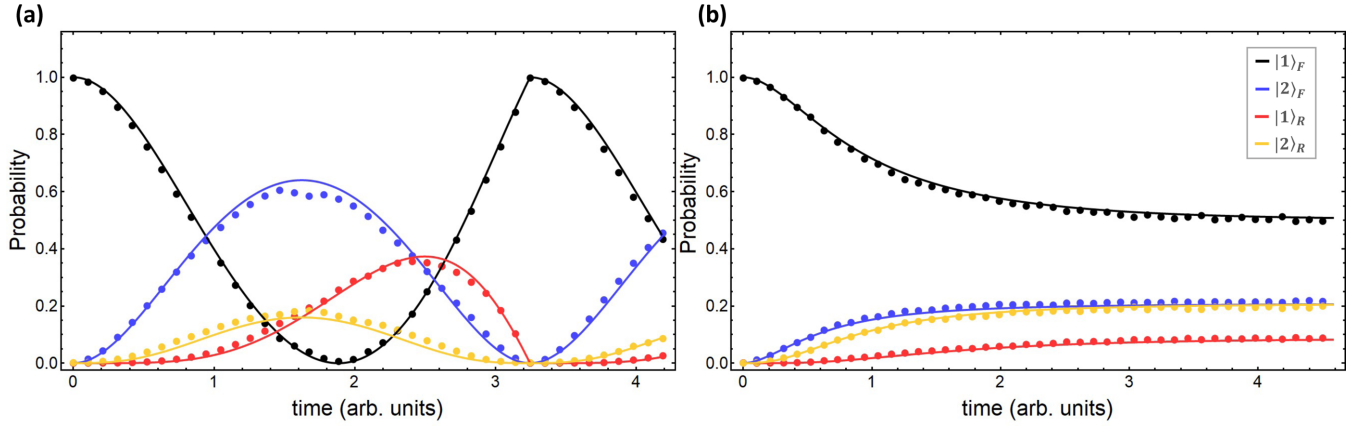 (a)
Probability
1.0
0.8
0.6
0.4
0.2
0.0
0 1 2 3 4
time (arb. units)
(b)
Probability
1.0
0.8
0.6
0.4
0.2
0.0
0 1 2 3 4
time (arb. units)
|1⟩F
|2⟩F
|1⟩R
|2⟩R